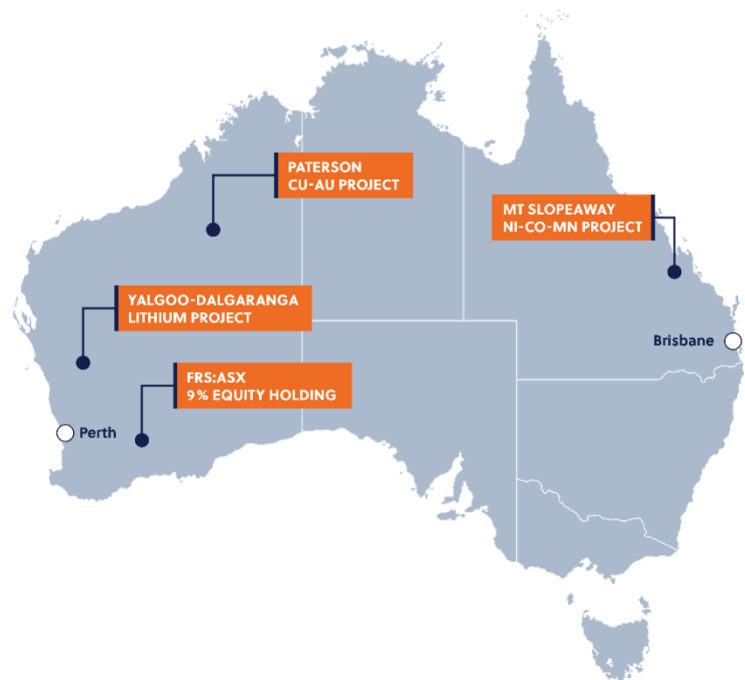 PATERSON
CU-AU PROJECT
MT SLOPEAWAY
NI-CO-MN PROJECT
YALGOO-DALGARANGA
LITHIUM PROJECT
Brisbane
FRS:ASX
9% EQUITY HOLDING
Perth